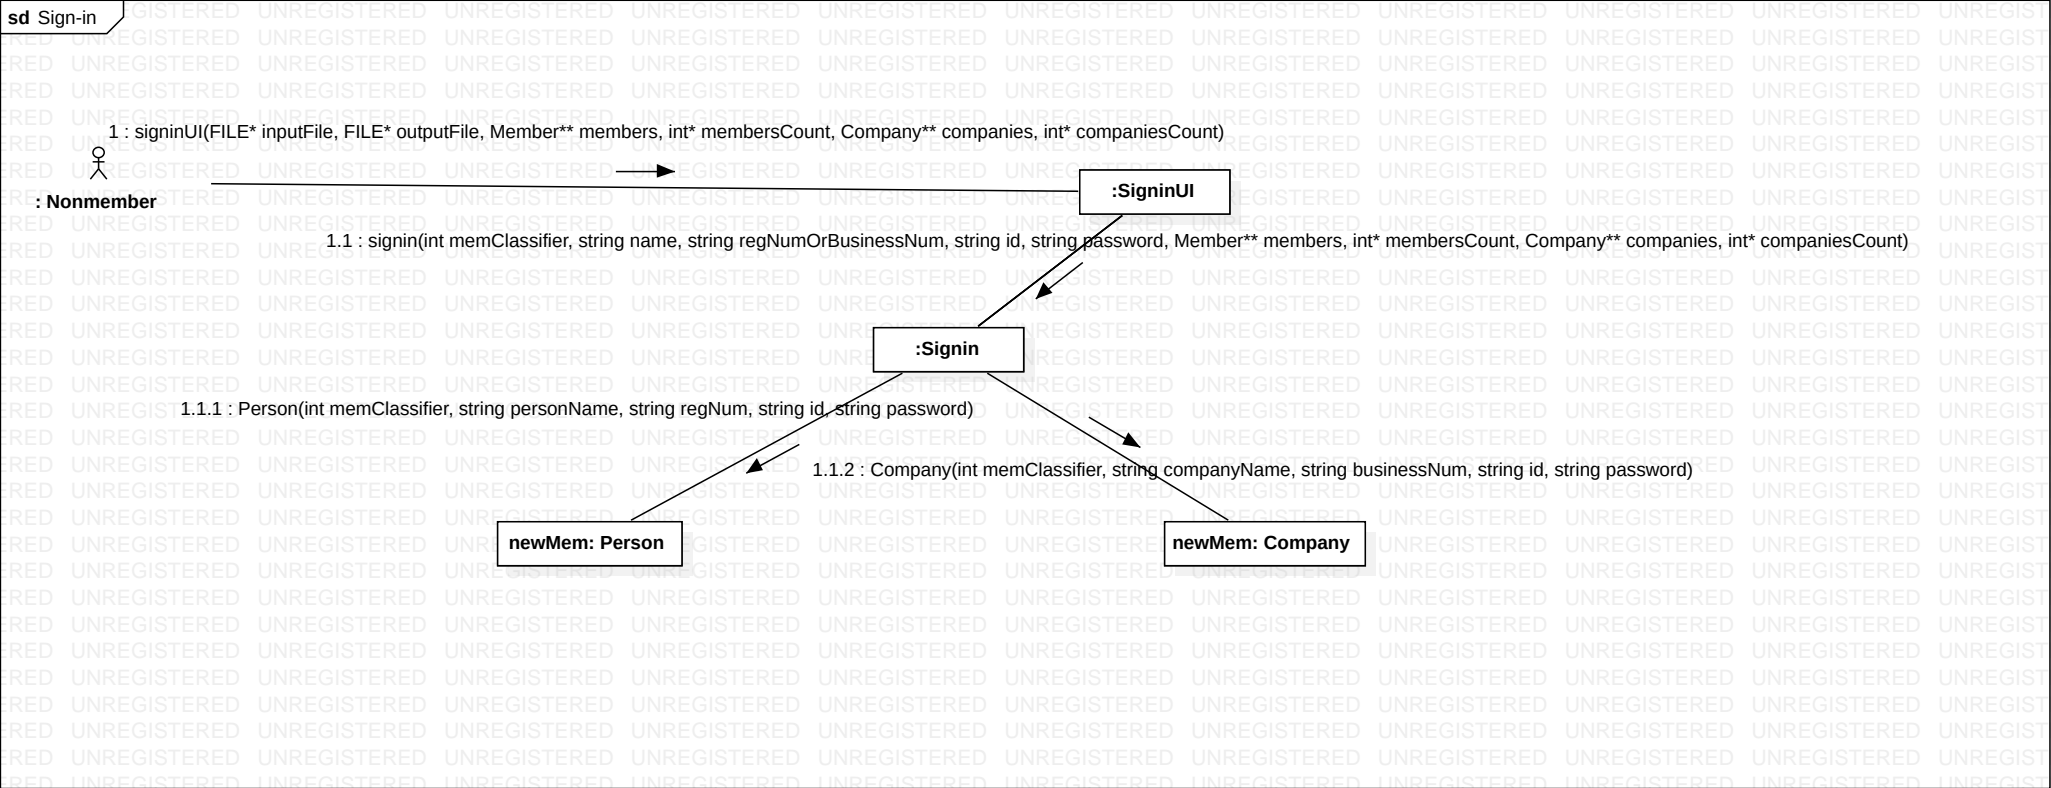 sd Sign-in
1 : signinUI(FILE* inputFile, FILE* outputFile, Member** members, int* membersCount, Company** companies, int* companiesCount)
: Nonmember
:SigninUI
1.1 : signin(int memClassifier, string name, string regNumOrBusinessNum, string id, string password, Member** members, int* membersCount, Company** companies, int* companiesCount)
:Signin
1.1.1 : Person(int memClassifier, string personName, string regNum, string id, string password)
1.1.2 : Company(int memClassifier, string companyName, string businessNum, string id, string password)
newMem: Person
newMem: Company
UNREGISTERED